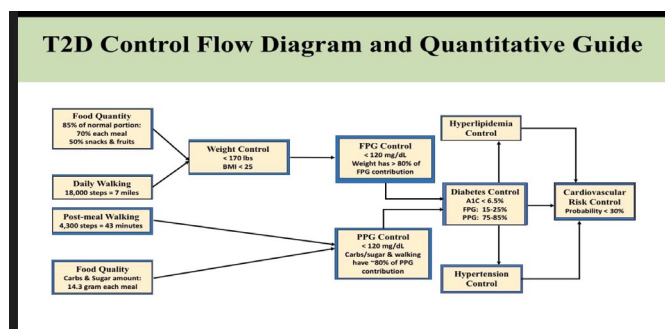 T2D Control Flow Diagram and Quantitative Guide
Food Quantity
85% of normal portion:
70% each meal
50% snacks & fruits
Daily Walking
18,000 steps = 7 miles
Post-meal Walking
4,300 steps = 43 minutes
Food Quality
Carbs & Sugar amount:
14.3 gram each meal
Weight Control
< 170 lbs
BMI < 25
FPG Control
< 120 mg/dL
Weight has > 80% of
FPG contribution
PPG Control
< 120 mg/dL
Carbs/sugar & walking
have ~80% of PPG
contribution
Hyperlipidemia
Control
Diabetes Control
A1C < 6.5%
FPG: 15-25%
PPG: 75-85%
Hypertension
Control
Cardiovascular
Risk Control
Probability < 30%